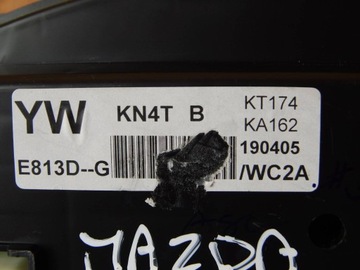 YW KN4T B KT174
KA162
190405
E813D--G /WC2A
MAZDA